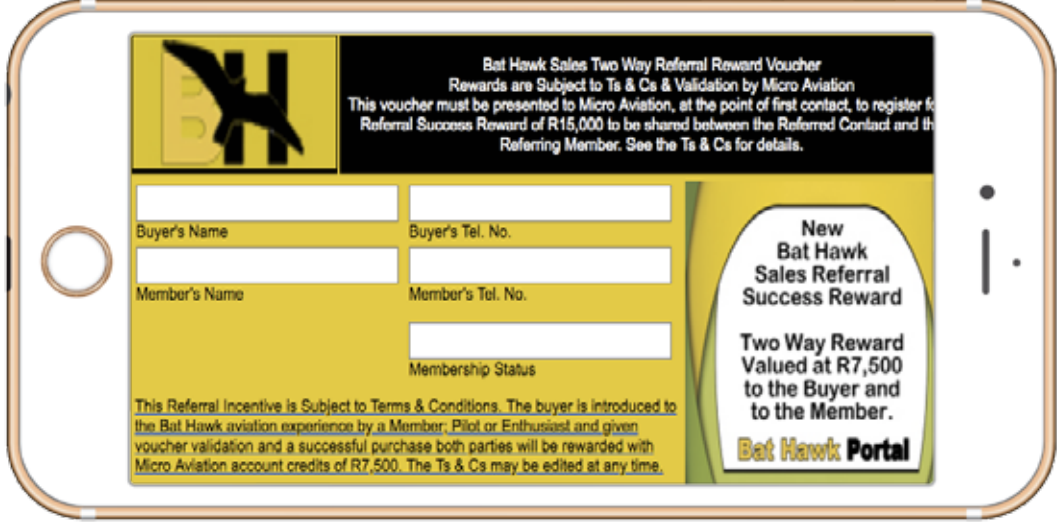 BH
Bat Hawk Sales Two Way Referral Reward Voucher
Rewards are Subject to Ts & Cs & Validation by Micro Aviation
This voucher must be presented to Micro Aviation, at the point of first contact, to register
Referral Success Reward of R15,000 to be shared between the Referred Contact and
Referring Member. See the Ts & Cs for details.
Buyer's Name
Buyer's Tel. No.
Member's Name
Member's Tel. No.
Membership Status
This Referral Incentive is Subject to Terms & Conditions. The buyer is introduced to
the Bat Hawk aviation experience by a Member; Pilot or Enthusiast and given
voucher validation and a successful purchase both parties will be rewarded with
Micro Aviation account credits of R7,500. The Ts & Cs may be edited at any time.
New
Bat Hawk
Sales Referral
Success Reward
Two Way Reward
Valued at R7,500
to the Buyer and
to the Member.
Bat Hawk Portal